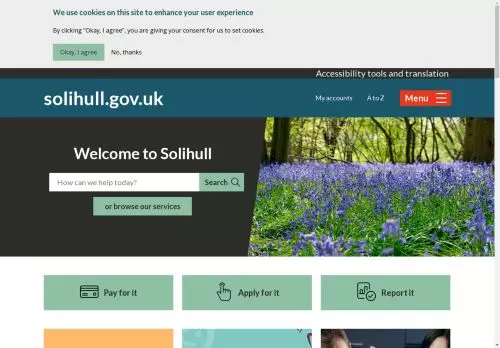 We use cookies on this site to enhance your user experience
By clicking "Okay, I agree", you are giving your consent for us to set cookies.
Okay, I agree
No, thanks
Accessibility tools and translation
solihull.gov.uk
My accounts
A to Z
Menu
Welcome to Solihull
How can we help today?
Search
or browse our services
Pay for it
Apply for it
Report it